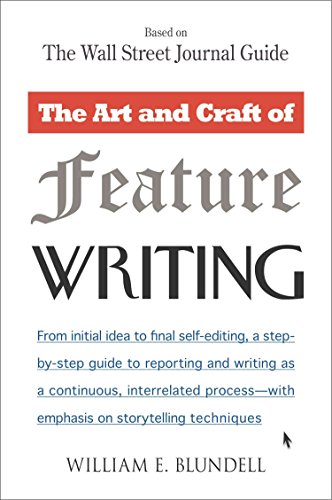 Based on
The Wall Street Journal Guide
The Art and Craft of
Feature
WRITING
From initial idea to final self-editing, a step-
by-step guide to reporting and writing as
a continuous, interrelated process—with
emphasis on storytelling techniques
WILLIAM E. BLUNDELL